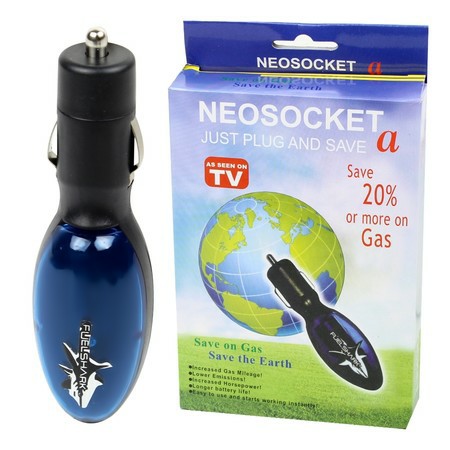 NEOSOCKET a
Save the Earth
NEOSOCKET
JUST PLUG AND SAVE a
AS SEEN ON
TV
Save
20%
or more on
Gas
FUELSHARK
FUELSHARK
Save on Gas
Save the Earth
•Increased Gas Mileage!
•Lower Emissions!
•Increased Horsepower!
•Longer battery life!
•Easy to use and starts working instantly!